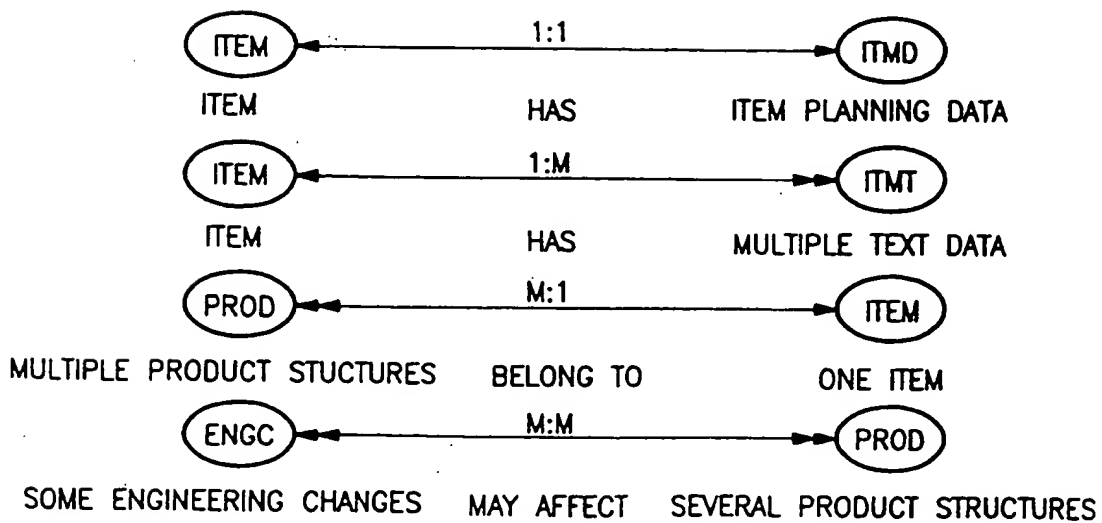 ITEM 1:1 ITMD
ITEM HAS ITEM PLANNING DATA
ITEM 1:M ITMT
ITEM HAS MULTIPLE TEXT DATA
PROD M:1 ITEM
MULTIPLE PRODUCT STUCTURES BELONG TO ONE ITEM
ENGC M:M PROD
SOME ENGINEERING CHANGES MAY AFFECT SEVERAL PRODUCT STRUCTURES